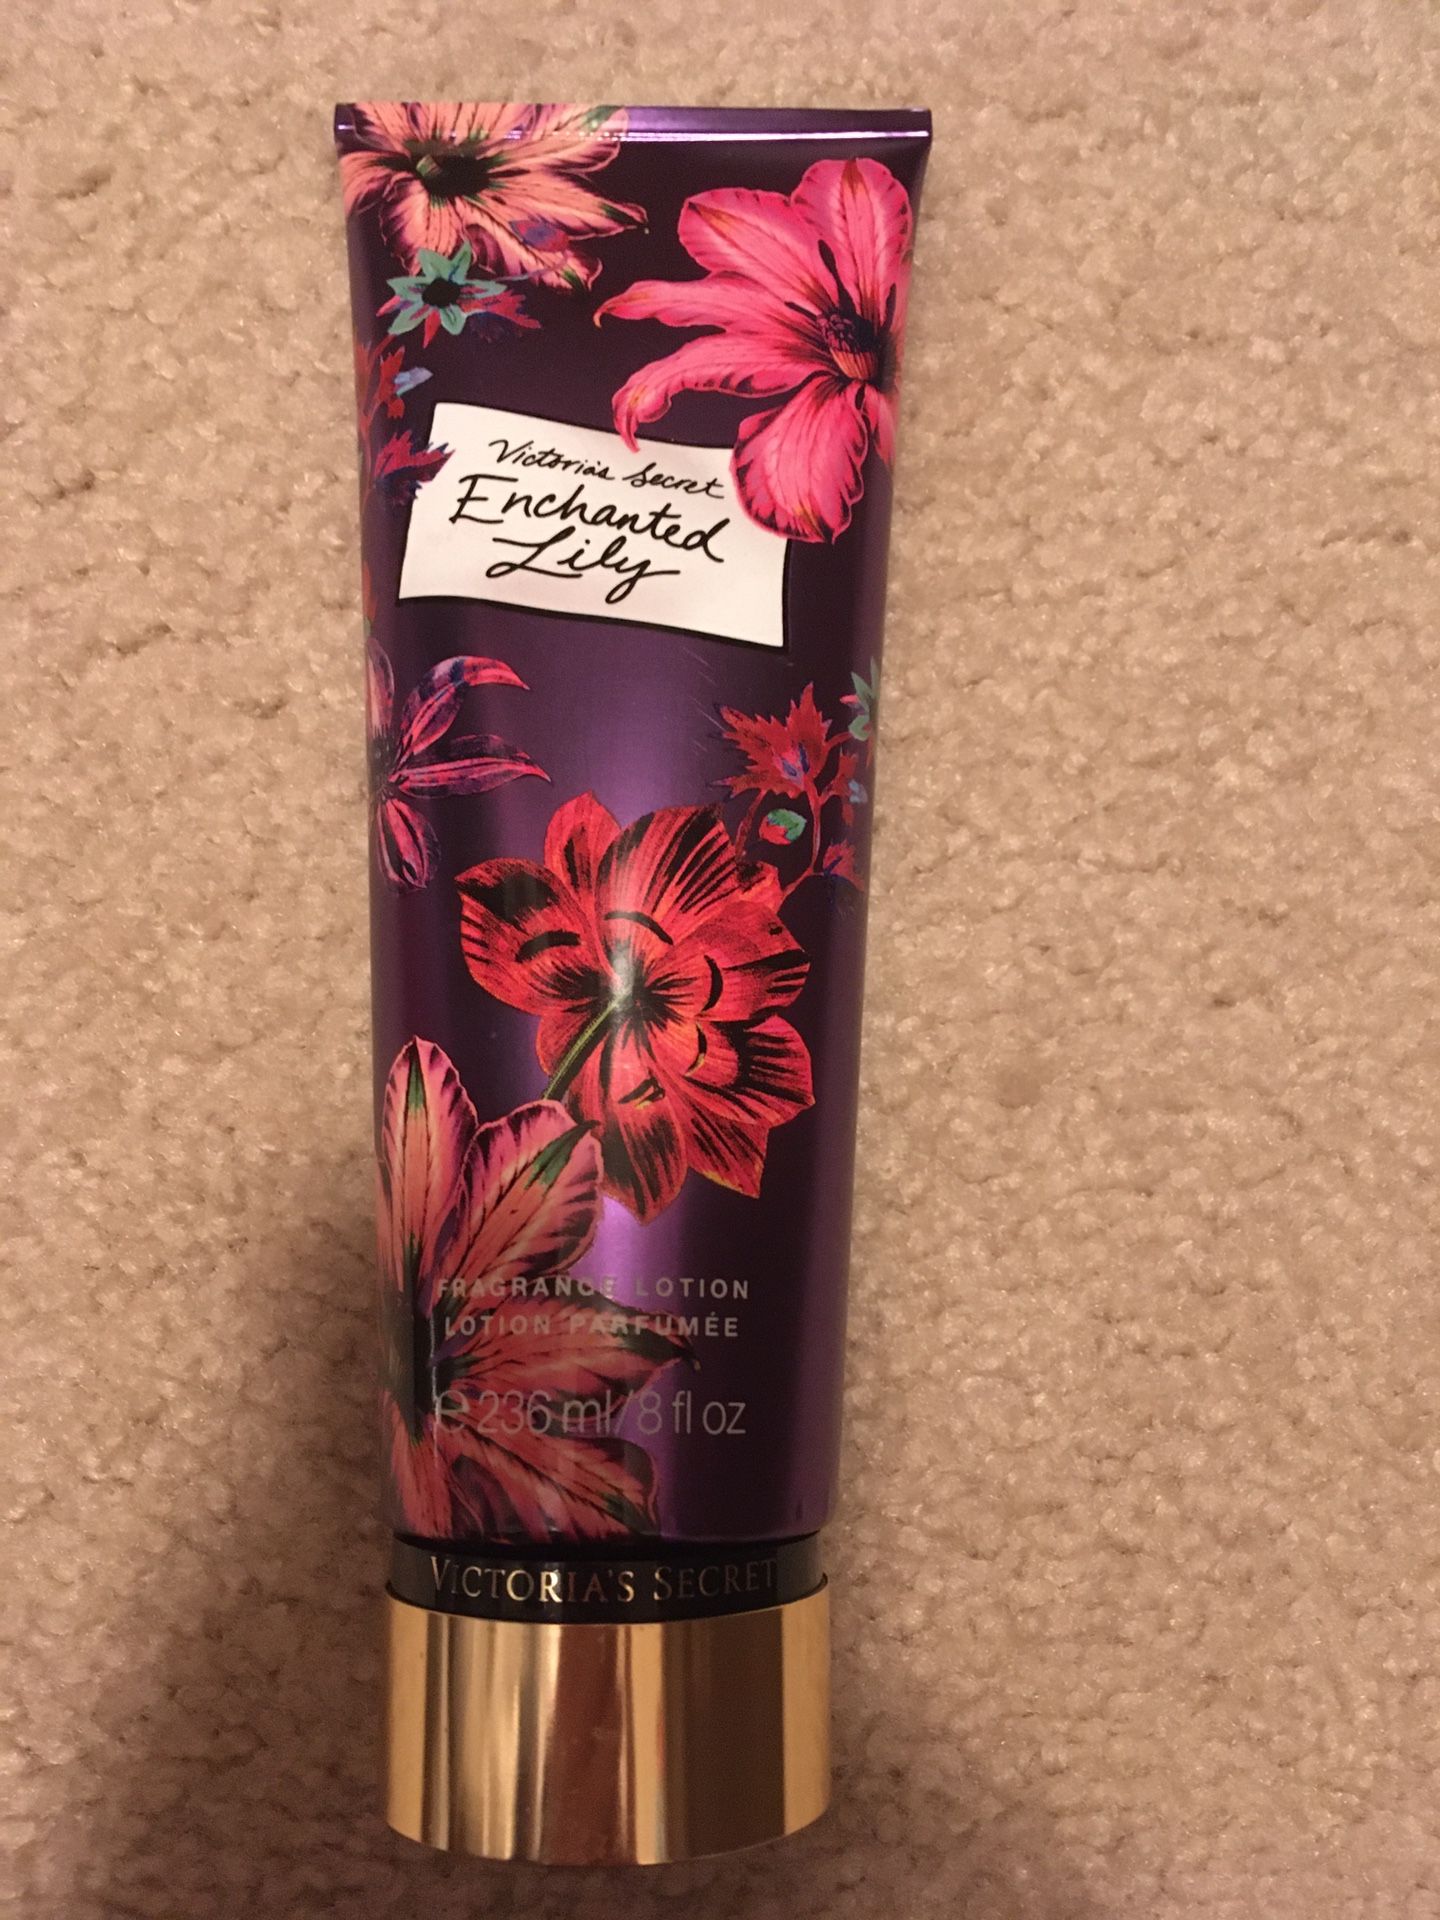 Victoria's Secret
Enchanted
Lily
FRAGRANCE LOTION
LOTION PARFUMÉE
℮ 236 ml/8 fl oz
VICTORIA'S SECRET